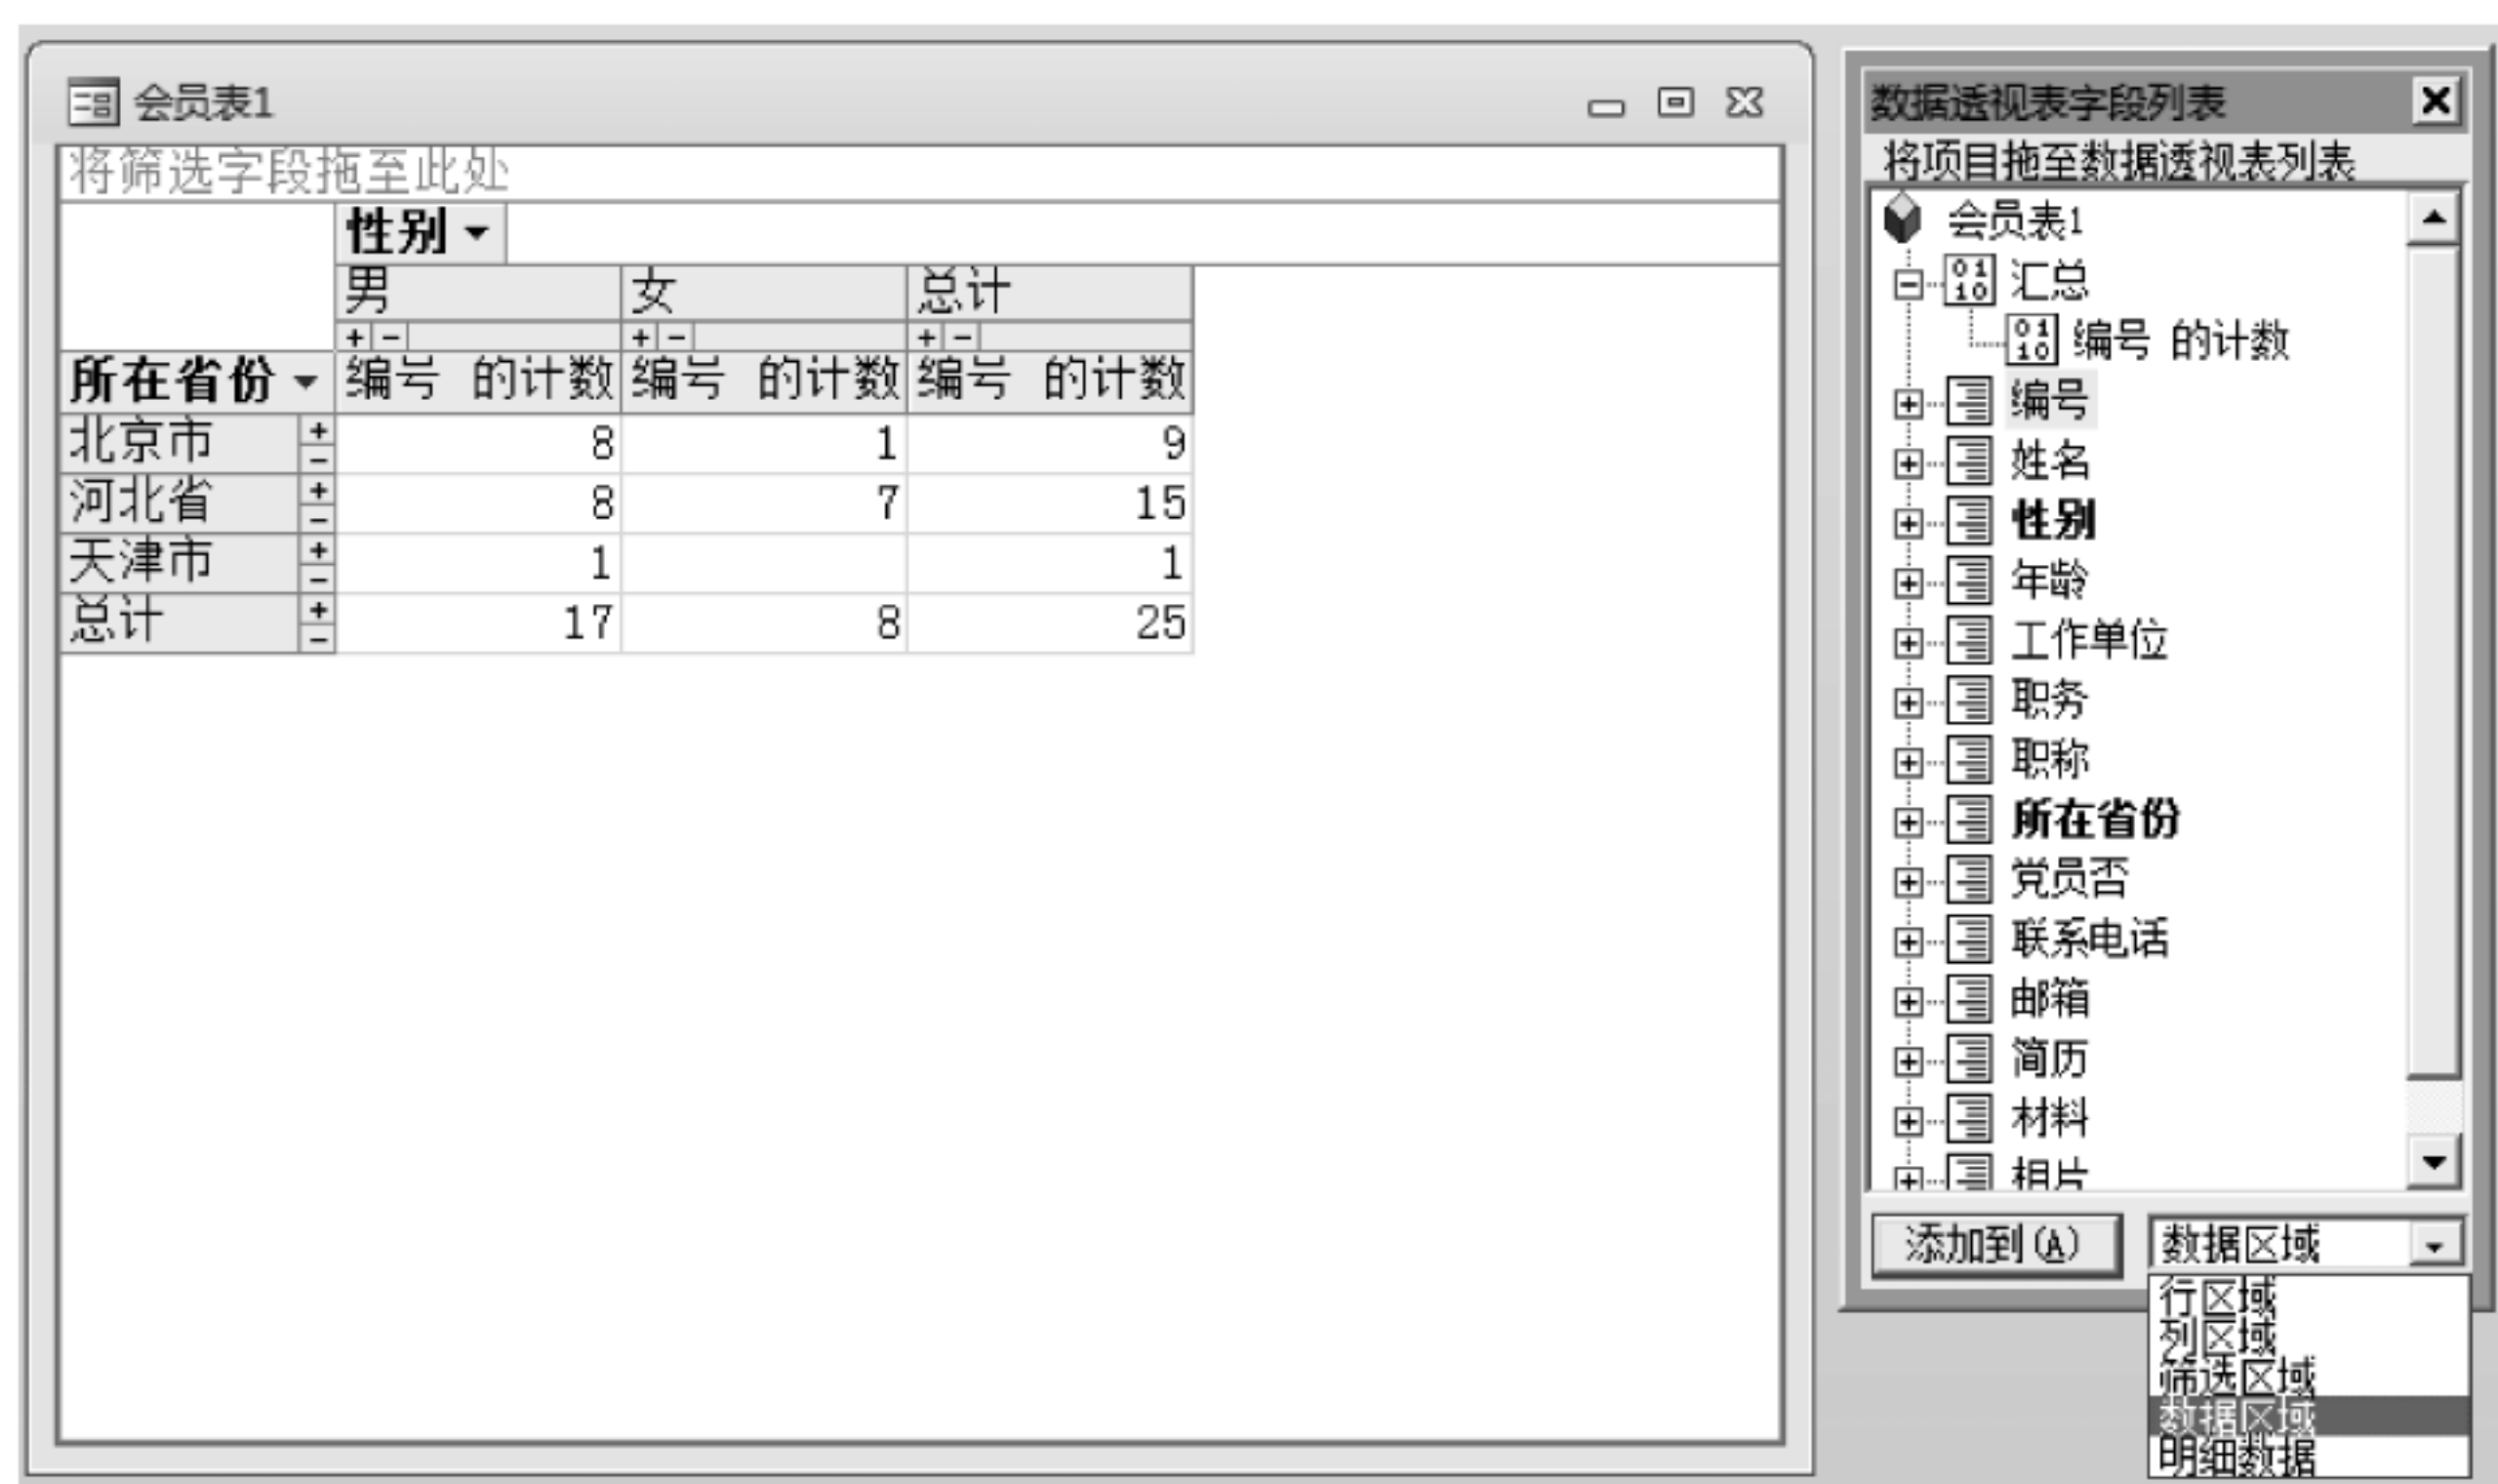 会员表1
将筛选字段拖至此处
性别
男 女 总计
+ - + - + -
所在省份 编号 的计数 编号 的计数 编号 的计数
北京市 + - 8 1 9
河北省 + - 8 7 15
天津市 + - 1 1
总计 + - 17 8 25
数据透视表字段列表
将项目拖至数据透视表列表
会员表1
汇总
编号 的计数
编号
姓名
性别
年龄
工作单位
职务
职称
所在省份
党员否
联系电话
邮箱
简历
材料
相片
添加到(A) 数据区域
行区域
列区域
筛选区域
数据区域
明细数据